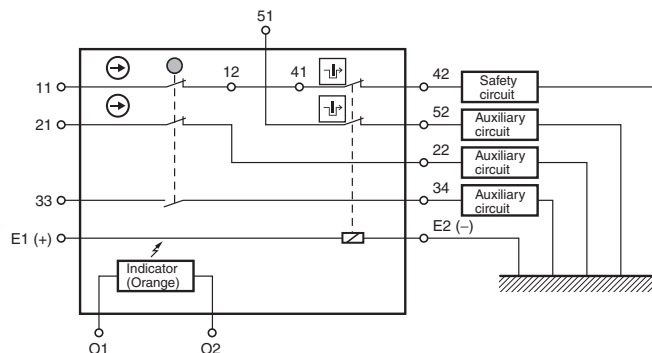 51
11
12
41
42
Safety
circuit
21
52
Auxiliary
circuit
22
Auxiliary
circuit
33
34
Auxiliary
circuit
E1 (+)
E2 (−)
Indicator
(Orange)
O1
O2